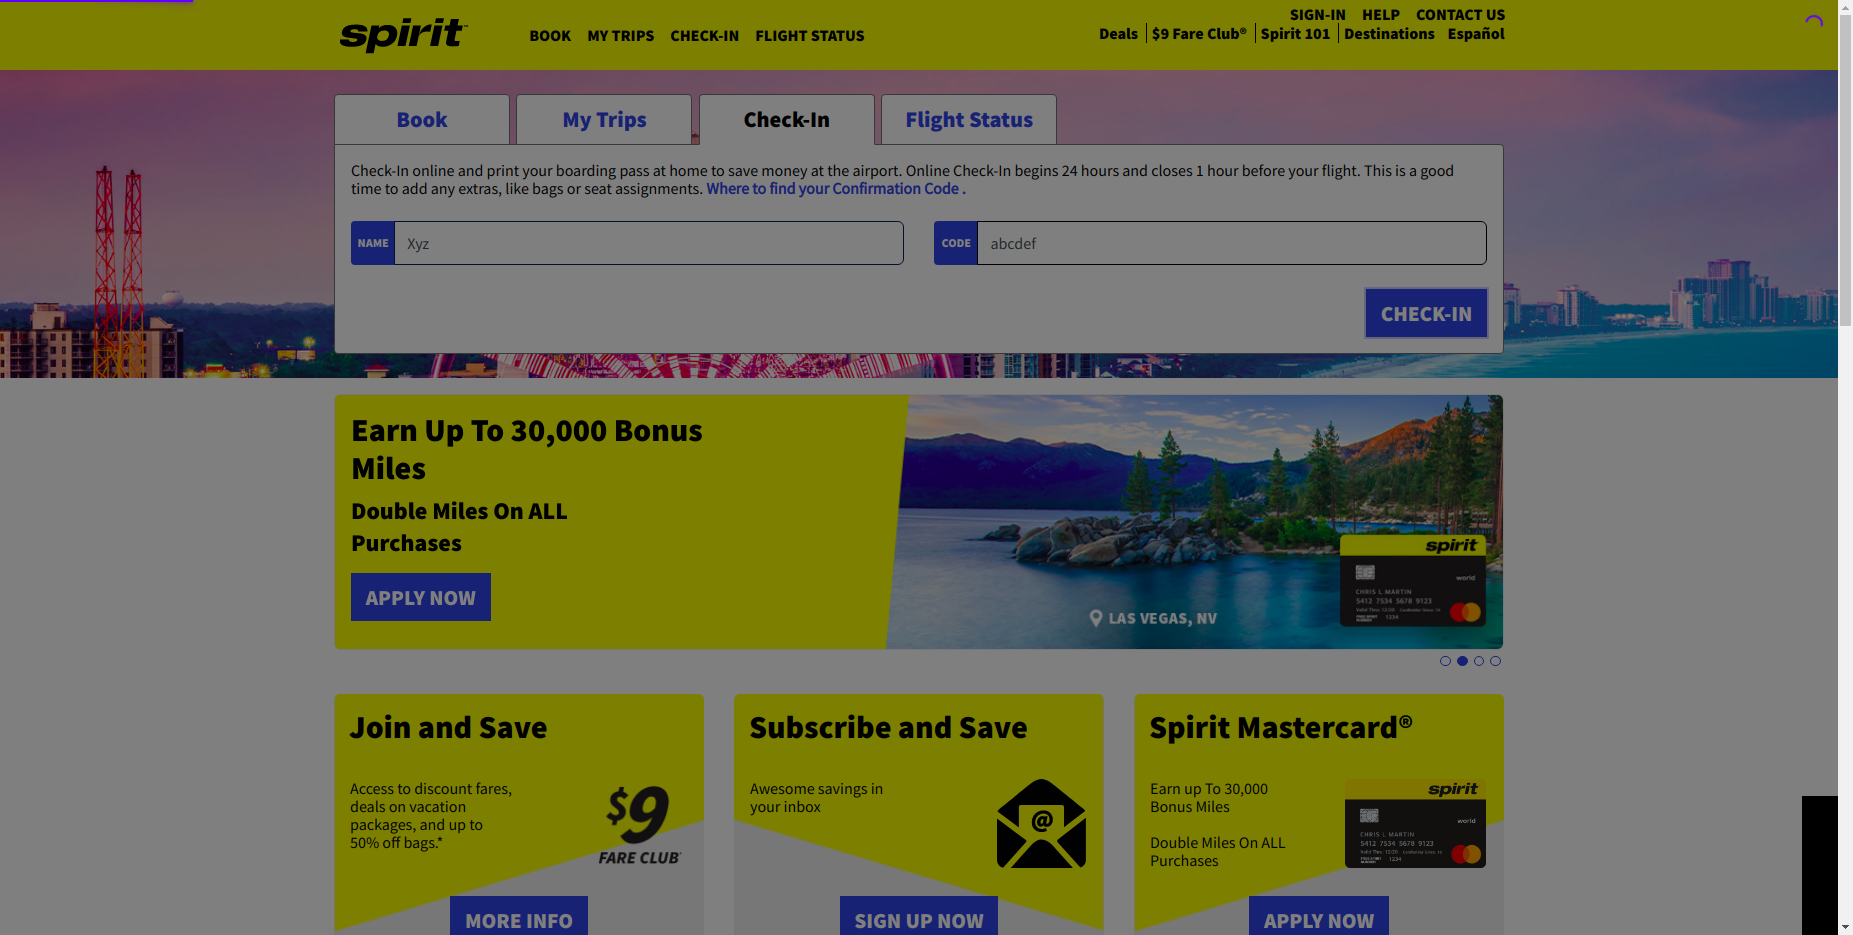 spirit
BOOK MY TRIPS CHECK-IN FLIGHT STATUS
SIGN-IN HELP CONTACT US
Deals $9 Fare Club® Spirit 101 Destinations Español
Book
My Trips
Check-In
Flight Status
Check-In online and print your boarding pass at home to save money at the airport. Online Check-In begins 24 hours and closes 1 hour before your flight. This is a good
time to add any extras, like bags or seat assignments. Where to find your Confirmation Code .
NAME Xyz
CODE abcdef
CHECK-IN
Earn Up To 30,000 Bonus
Miles
Double Miles On ALL
Purchases
APPLY NOW
LAS VEGAS, NV
spirit
world
CHRIS L MARTIN
5412 7534 5678 9123
1234
Join and Save
Access to discount fares,
deals on vacation
packages, and up to
50% off bags.*
$9
FARE CLUB
MORE INFO
Subscribe and Save
Awesome savings in
your inbox
@
SIGN UP NOW
Spirit Mastercard®
Earn up To 30,000
Bonus Miles
Double Miles On ALL
Purchases
spirit
world
CHRIS L MARTIN
5412 7534 5678 9123
1234
APPLY NOW